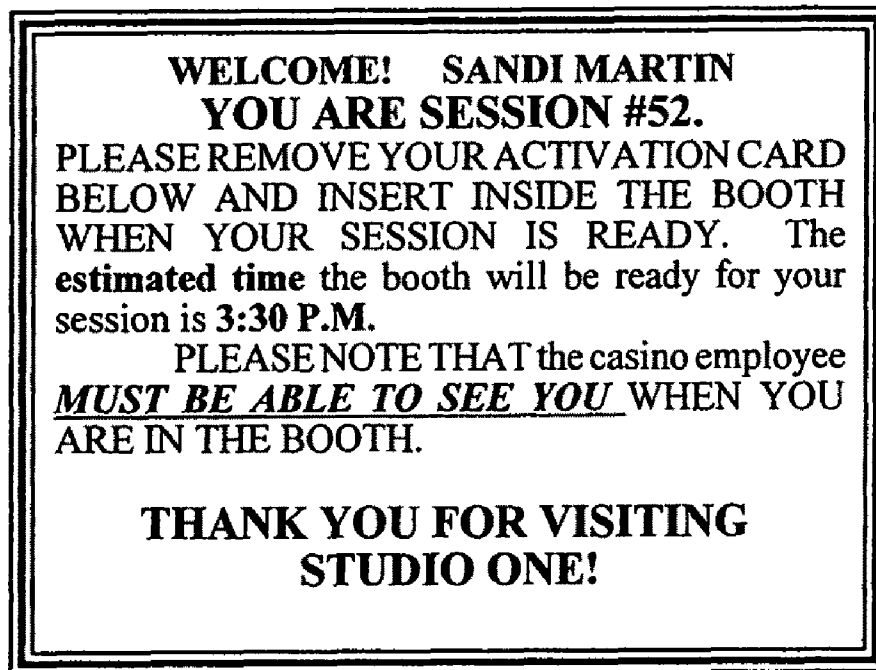 WELCOME! SANDI MARTIN
YOU ARE SESSION #52.
PLEASE REMOVE YOUR ACTIVATION CARD
BELOW AND INSERT INSIDE THE BOOTH
WHEN YOUR SESSION IS READY. The
estimated time the booth will be ready for your
session is 3:30 P.M.
PLEASE NOTE THAT the casino employee
MUST BE ABLE TO SEE YOU WHEN YOU
ARE IN THE BOOTH.
THANK YOU FOR VISITING
STUDIO ONE!